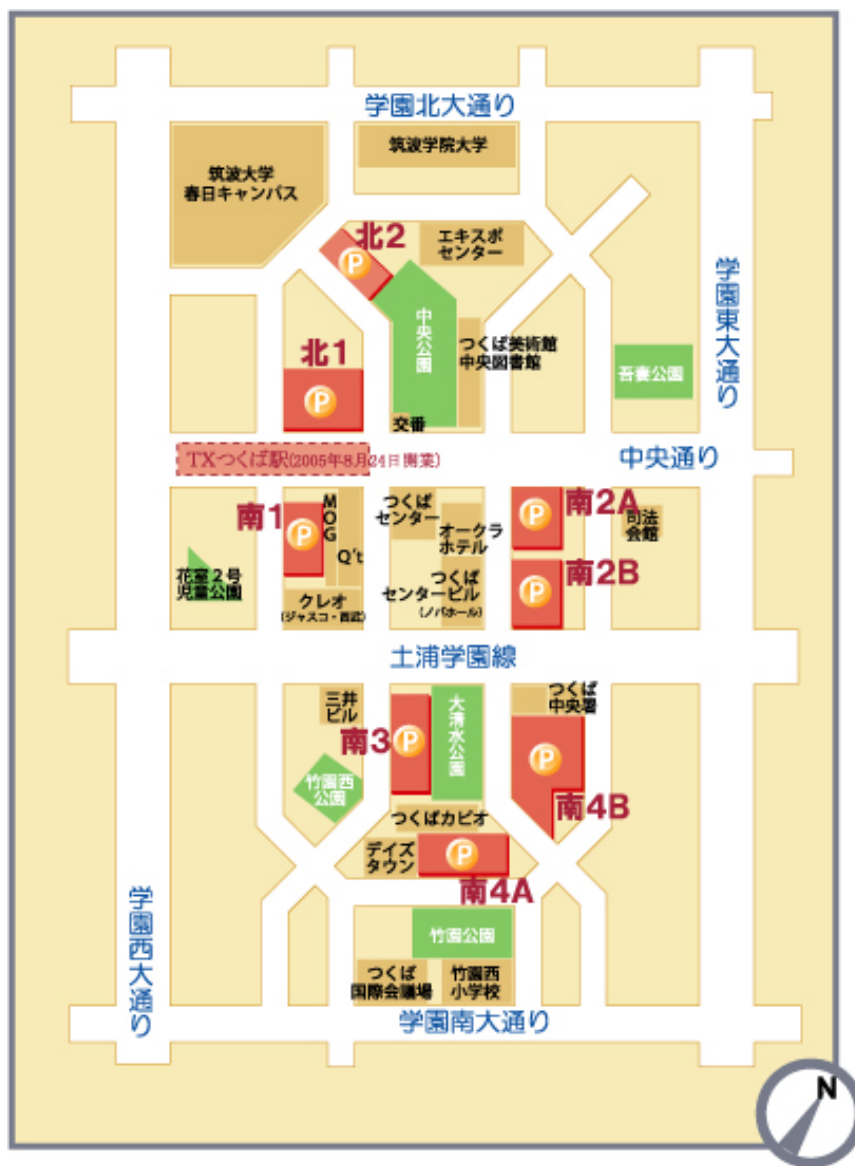 学園北大通り
筑波大学
春日キャンパス
筑波学院大学
北2
P
エキスポ
センター
中央公園
学園東大通り
北1
P
つくば美術館
中央図書館
吾妻公園
交番
TXつくば駅(2005年8月24日開業)
中央通り
南1
P
MOG
Q't
つくば
センター
オークラ
ホテル
南2A
P
司法
会館
花室2号
児童公園
クレオ
(ジャスコ・西武)
つくば
センタービル
(ノバホール)
南2B
P
土浦学園線
三井
ビル
南3
P
大清水公園
つくば
中央署
P
南4B
竹園西
公園
つくばカピオ
デイズ
タウン
P
南4A
学園西大通り
竹園公園
つくば
国際会議場
竹園西
小学校
学園南大通り
N